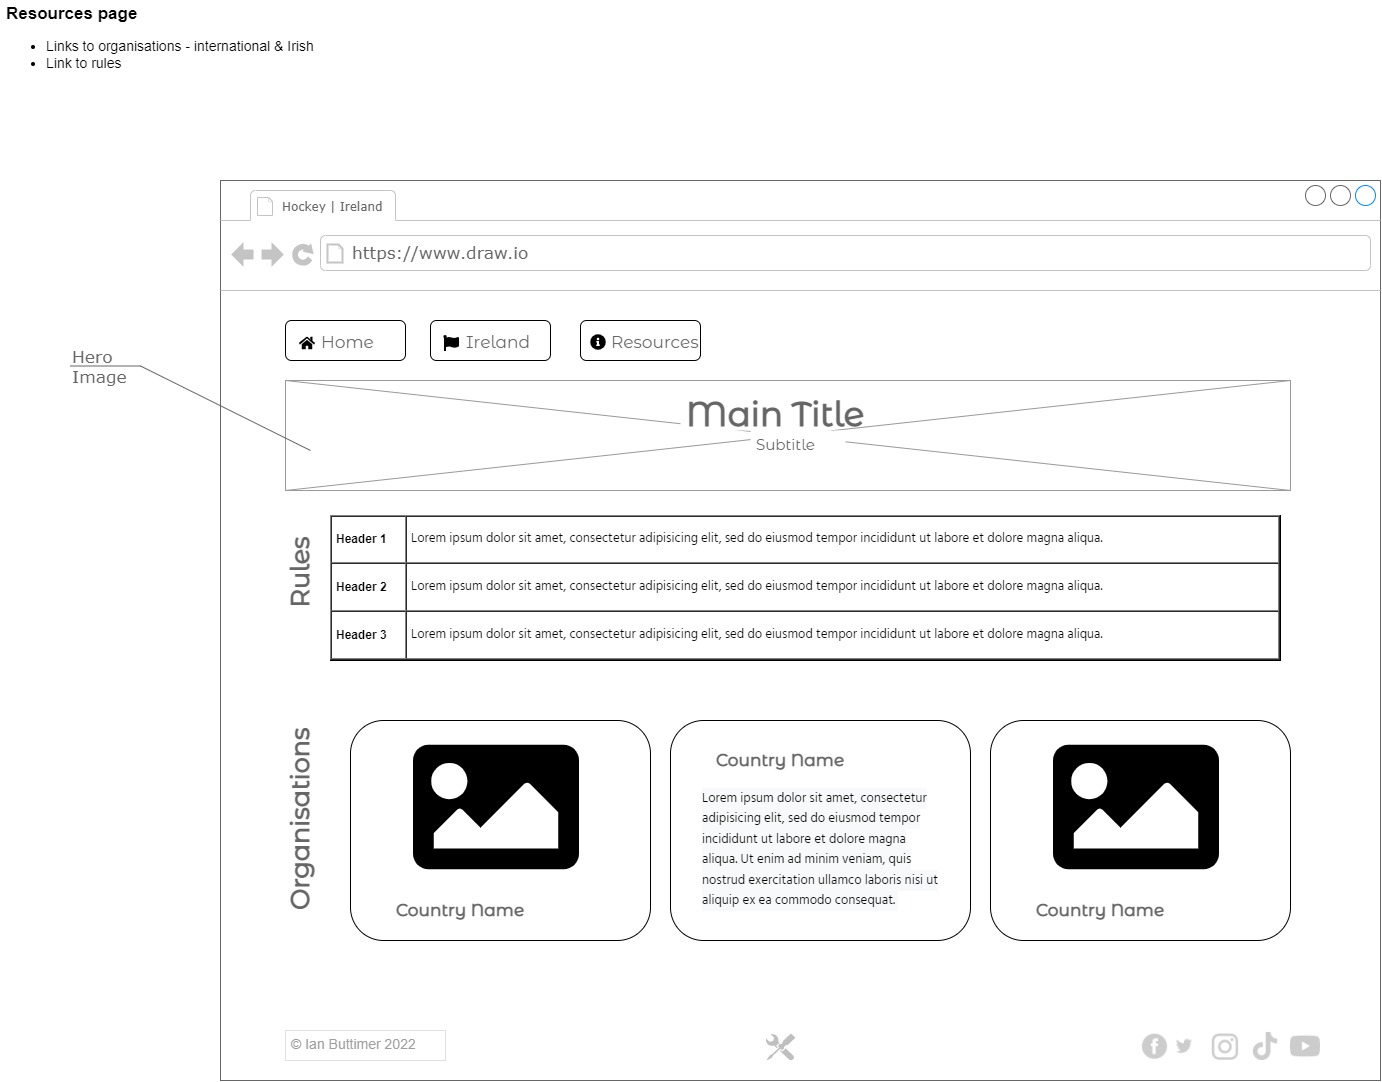 Resources page
Links to organisations - international & Irish
Link to rules
Hockey | Ireland
https://www.draw.io
Home
Ireland
Resources
Hero
Image
Main Title
Subtitle
Rules
Header 1
Lorem ipsum dolor sit amet, consectetur adipisicing elit, sed do eiusmod tempor incididunt ut labore et dolore magna aliqua.
Header 2
Lorem ipsum dolor sit amet, consectetur adipisicing elit, sed do eiusmod tempor incididunt ut labore et dolore magna aliqua.
Header 3
Lorem ipsum dolor sit amet, consectetur adipisicing elit, sed do eiusmod tempor incididunt ut labore et dolore magna aliqua.
Organisations
Country Name
Country Name
Lorem ipsum dolor sit amet, consectetur
adipisicing elit, sed do eiusmod tempor
incididunt ut labore et dolore magna
aliqua. Ut enim ad minim veniam, quis
nostrud exercitation ullamco laboris nisi ut
aliquip ex ea commodo consequat.
Country Name
© Ian Buttimer 2022